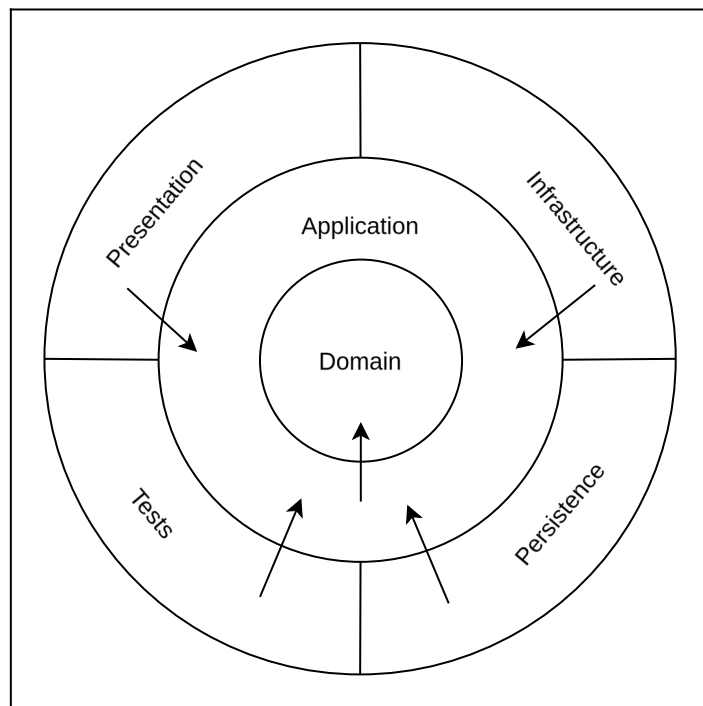 Presentation
Infrastructure
Application
Domain
Tests
Persistence